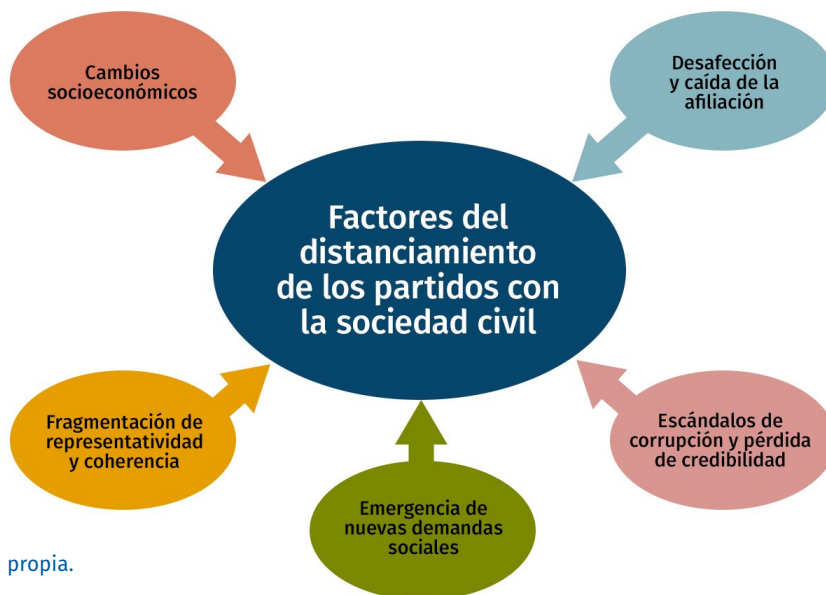 Cambios
socioeconómicos
Desafección
y caída de la
afiliación
Factores del
distanciamiento
de los partidos con
la sociedad civil
Fragmentación de
representatividad
y coherencia
Escándalos de
corrupción y pérdida
de credibilidad
Emergencia de
nuevas demandas
sociales
propia.